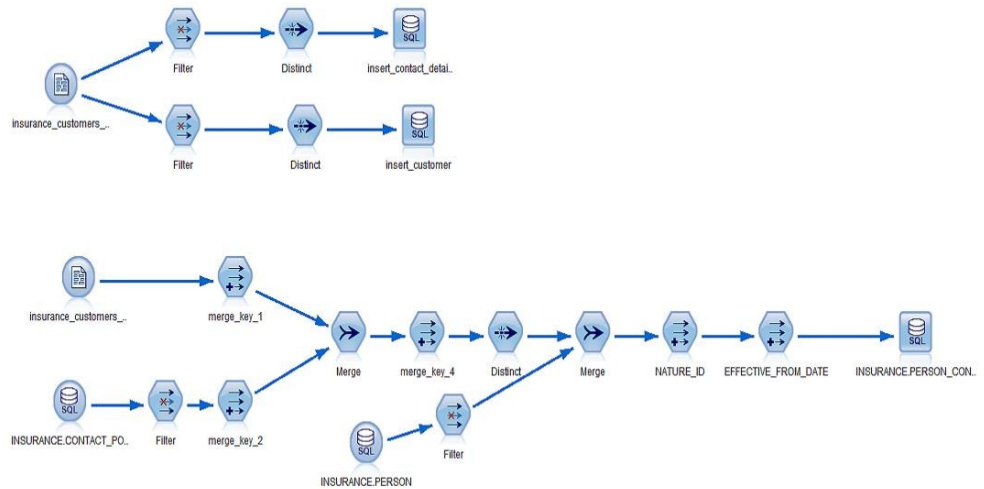 SQL
Filter
Distinct
insert_contact_detai..
insurance_customers_..
SQL
Filter
Distinct
insert_customer
insurance_customers_..
merge_key_1
SQL
Merge
merge_key_4
Distinct
Merge
NATURE_ID
EFFECTIVE_FROM_DATE
INSURANCE.PERSON_CON..
SQL
INSURANCE.CONTACT_PO..
Filter
merge_key_2
SQL
INSURANCE.PERSON
Filter